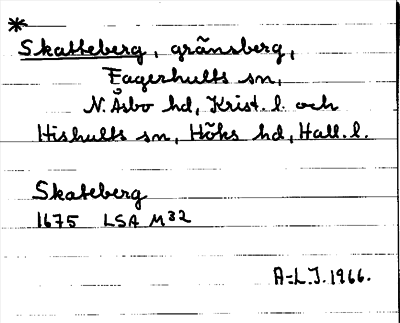 *
Skatteberg, gränsberg,
Fagerhults sn,
N. Åsbo hd, Krist. l. och
Hishults sn, Höks hd, Hall. l.
Skateberg
1675 LSA M32
A-L.J. 1966.